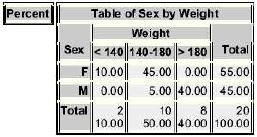 Percent
Table of Sex by Weight
Weight
Sex < 140 140-180 > 180 Total
F 10.00 45.00 0.00 55.00
M 0.00 5.00 40.00 45.00
Total 2 10 8 20
10.00 50.00 40.00 100.00